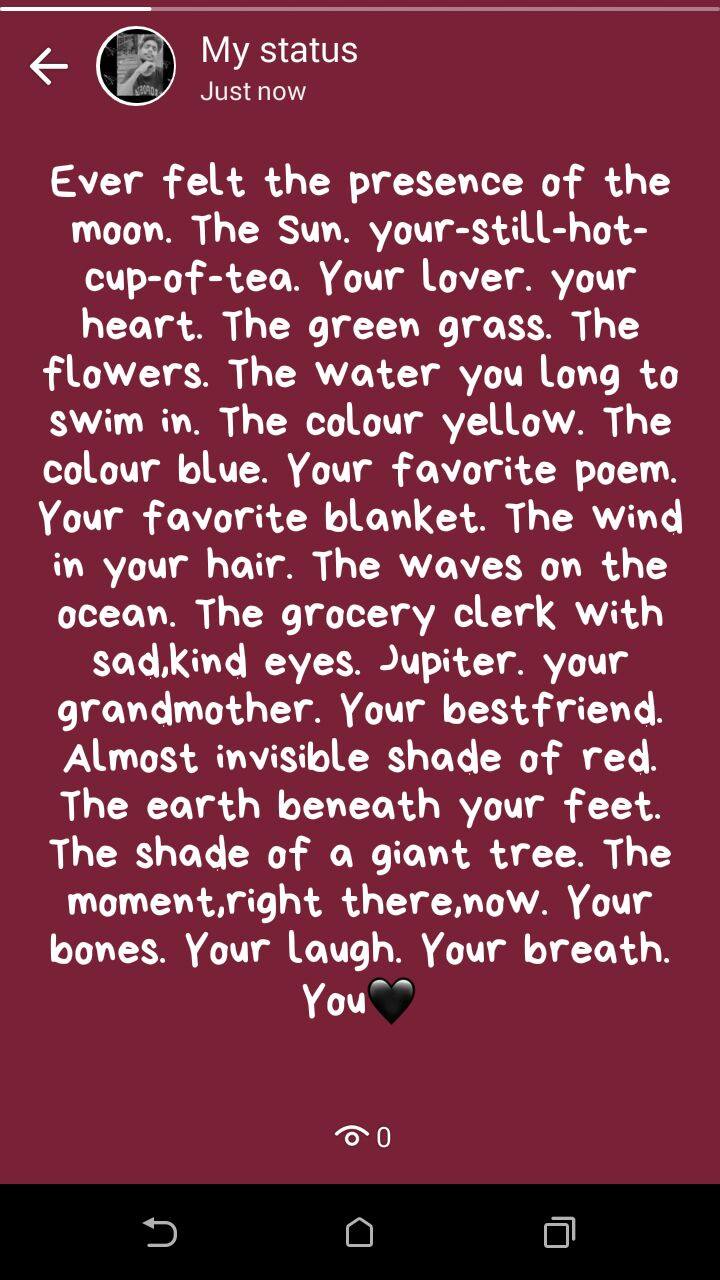 My status
Just now
Ever felt the presence of the
moon. The Sun. your-still-hot-
cup-of-tea. Your lover. your
heart. The green grass. The
flowers. The water you long to
swim in. The colour yellow. The
colour blue. Your favorite poem.
Your favorite blanket. The wind
in your hair. The waves on the
ocean. The grocery clerk with
sad,kind eyes. Jupiter. your
grandmother. Your bestfriend.
Almost invisible shade of red.
The earth beneath your feet.
The shade of a giant tree. The
moment,right there,now. Your
bones. Your laugh. Your breath.
You🖤
0